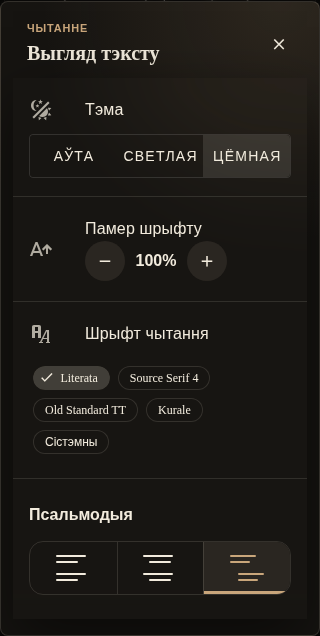 ЧЫТАННЕ
Выгляд тэксту
Тэма
АЎТА СВЕТЛАЯ ЦЁМНАЯ
Памер шрыфту
− 100% +
Шрыфт чытання
Literata Source Serif 4
Old Standard TT Kurale
Сістэмны
Псальмодыя